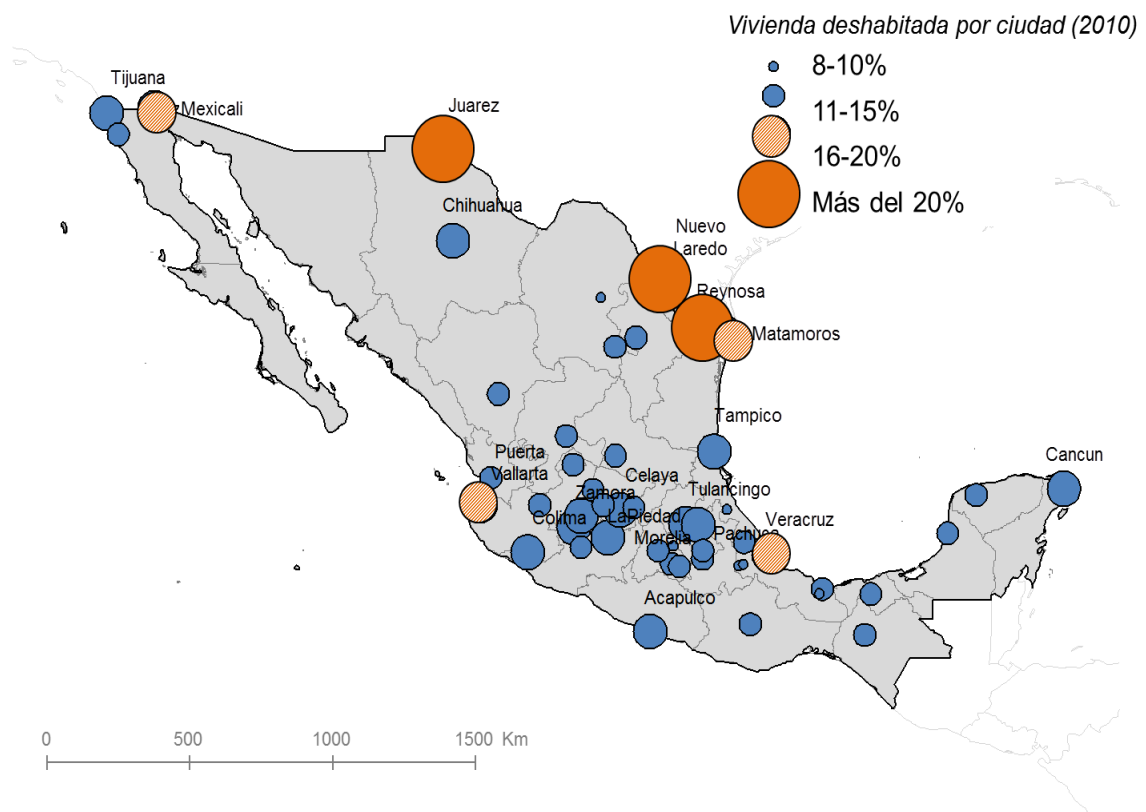 Vivienda deshabitada por ciudad (2010)
8-10%
11-15%
16-20%
Más del 20%
Tijuana
Mexicali
Juarez
Chihuahua
Nuevo
Laredo
Reynosa
Matamoros
Tampico
Puerta
Vallarta
Celaya
Zamora
Tulancingo
Cancun
Colima
LaPiedad
Veracruz
Pachuca
Morelia
Acapulco
0 500 1000 1500 Km